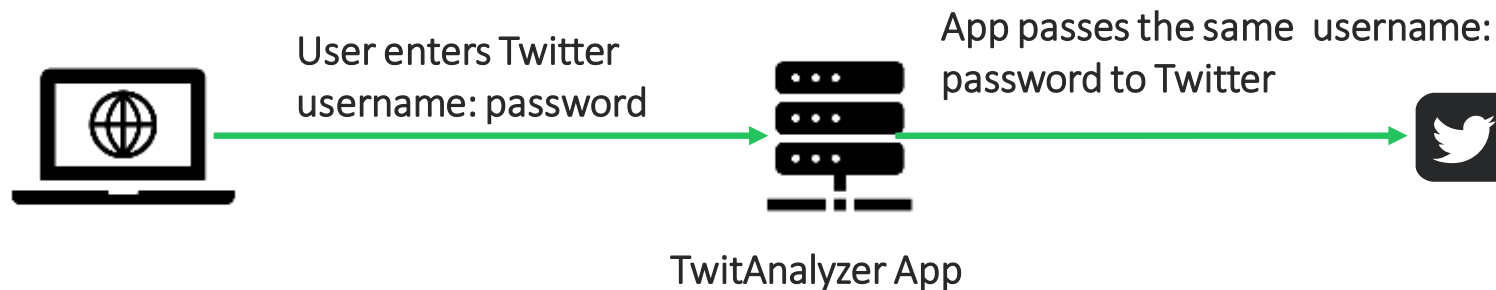 User enters Twitter
username: password
App passes the same  username:
password to Twitter
TwitAnalyzer App